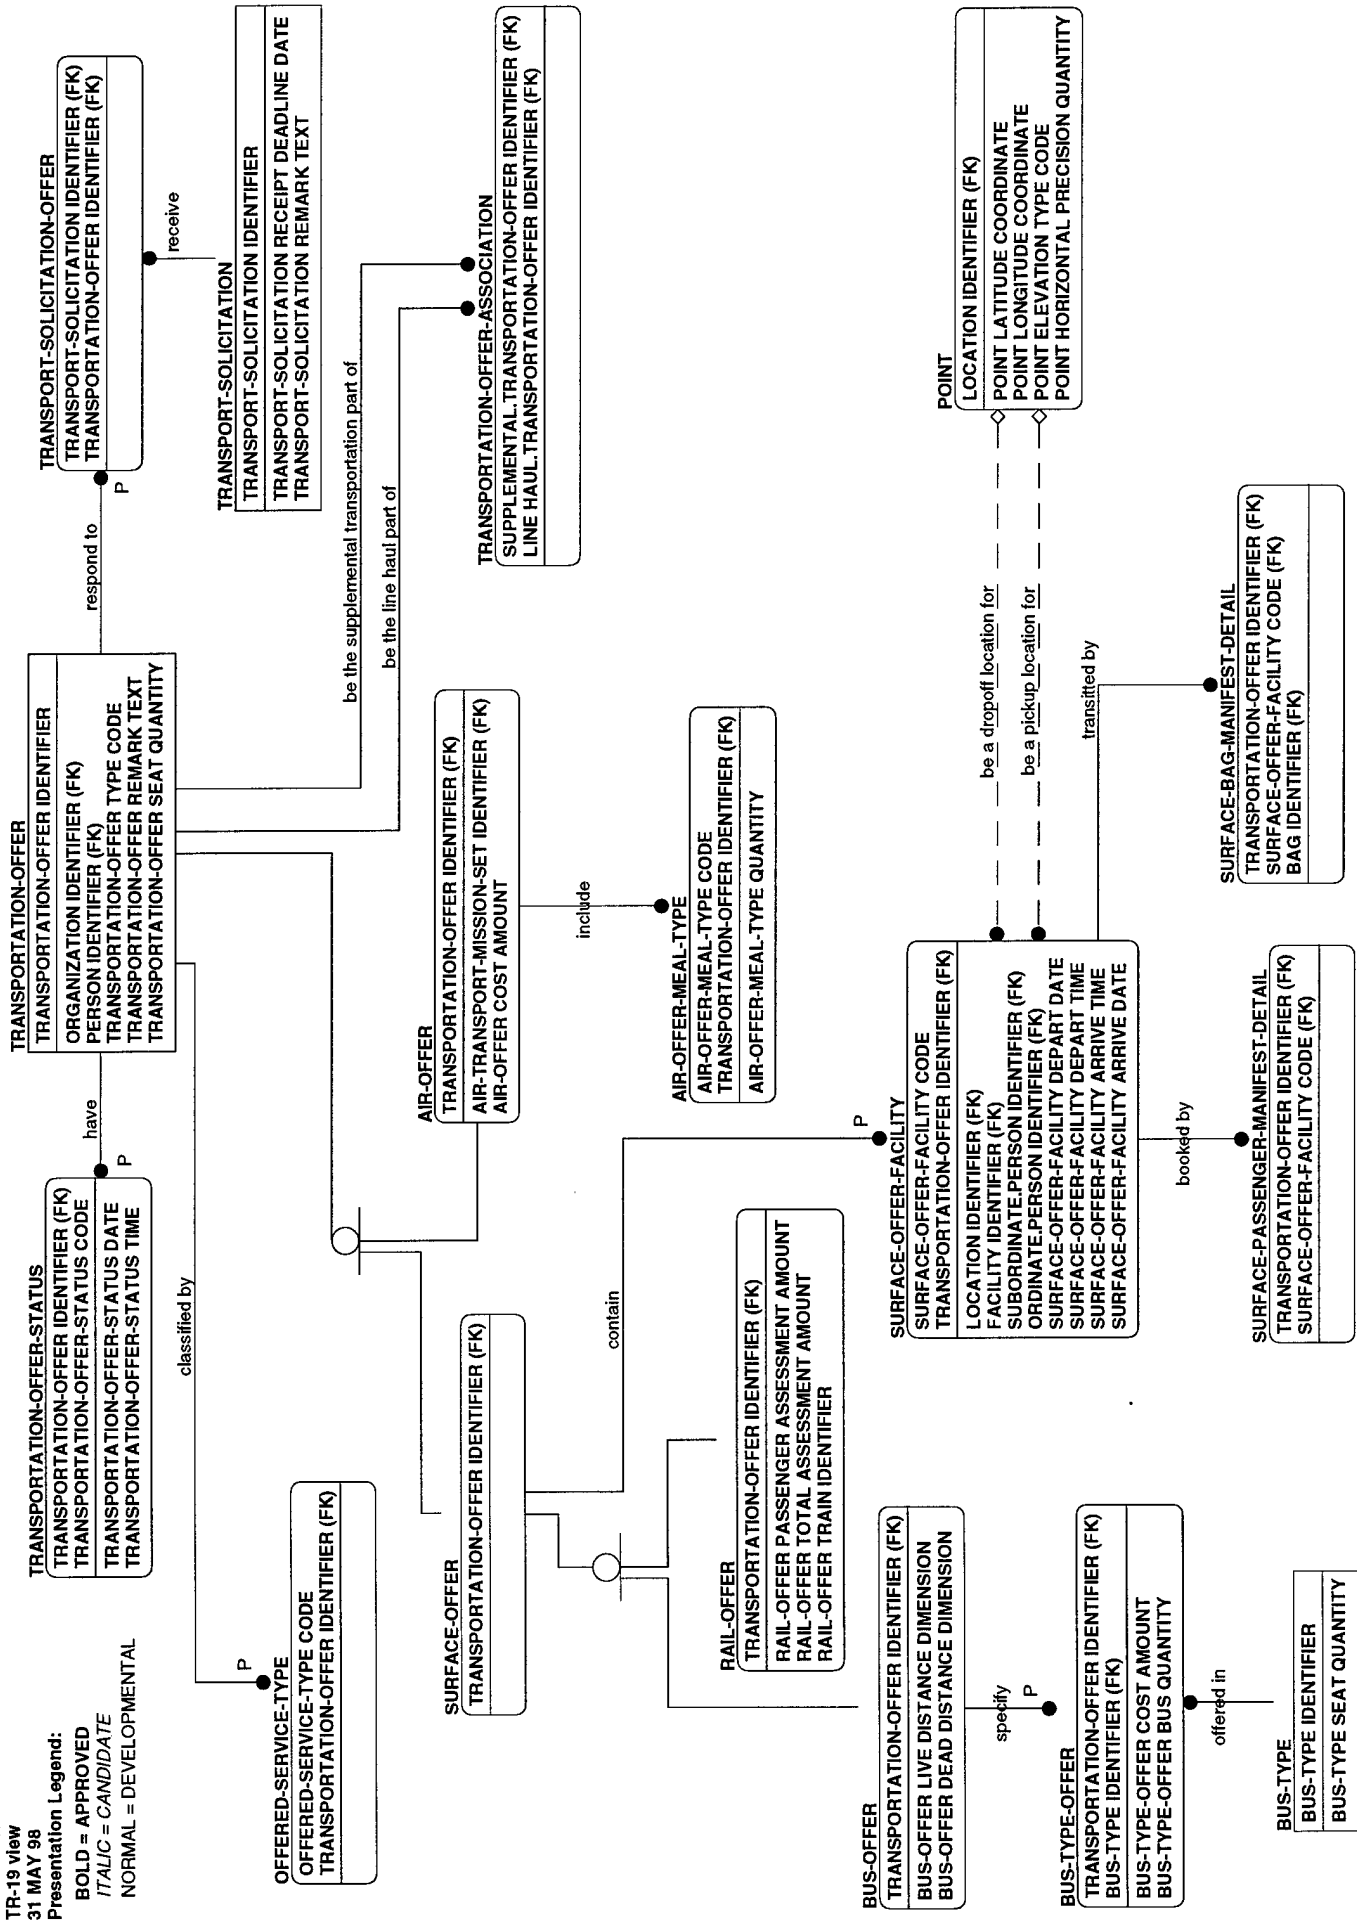 TR-19 view
31 MAY 98
Presentation Legend:
BOLD = APPROVED
ITALIC = CANDIDATE
NORMAL = DEVELOPMENTAL
TRANSPORTATION-OFFER-STATUS
TRANSPORTATION-OFFER IDENTIFIER (FK)
TRANSPORTATION-OFFER-STATUS CODE
TRANSPORTATION-OFFER-STATUS DATE
TRANSPORTATION-OFFER-STATUS TIME
P
have
TRANSPORTATION-OFFER
TRANSPORTATION-OFFER IDENTIFIER
ORGANIZATION IDENTIFIER (FK)
PERSON IDENTIFIER (FK)
TRANSPORTATION-OFFER TYPE CODE
TRANSPORTATION-OFFER REMARK TEXT
TRANSPORTATION-OFFER SEAT QUANTITY
respond to
P
TRANSPORT-SOLICITATION-OFFER
TRANSPORT-SOLICITATION IDENTIFIER (FK)
TRANSPORTATION-OFFER IDENTIFIER (FK)
receive
TRANSPORT-SOLICITATION
TRANSPORT-SOLICITATION IDENTIFIER
TRANSPORT-SOLICITATION RECEIPT DEADLINE DATE
TRANSPORT-SOLICITATION REMARK TEXT
classified by
P
OFFERED-SERVICE-TYPE
OFFERED-SERVICE-TYPE CODE
TRANSPORTATION-OFFER IDENTIFIER (FK)
be the supplemental transportation part of
be the line haul part of
TRANSPORTATION-OFFER-ASSOCIATION
SUPPLEMENTAL.TRANSPORTATION-OFFER IDENTIFIER (FK)
LINE HAUL.TRANSPORTATION-OFFER IDENTIFIER (FK)
AIR-OFFER
TRANSPORTATION-OFFER IDENTIFIER (FK)
AIR-TRANSPORT-MISSION-SET IDENTIFIER (FK)
AIR-OFFER COST AMOUNT
include
AIR-OFFER-MEAL-TYPE
AIR-OFFER-MEAL-TYPE CODE
TRANSPORTATION-OFFER IDENTIFIER (FK)
AIR-OFFER-MEAL-TYPE QUANTITY
SURFACE-OFFER
TRANSPORTATION-OFFER IDENTIFIER (FK)
contain
P
RAIL-OFFER
TRANSPORTATION-OFFER IDENTIFIER (FK)
RAIL-OFFER PASSENGER ASSESSMENT AMOUNT
RAIL-OFFER TOTAL ASSESSMENT AMOUNT
RAIL-OFFER TRAIN IDENTIFIER
SURFACE-OFFER-FACILITY
SURFACE-OFFER-FACILITY CODE
TRANSPORTATION-OFFER IDENTIFIER (FK)
LOCATION IDENTIFIER (FK)
FACILITY IDENTIFIER (FK)
SUBORDINATE.PERSON IDENTIFIER (FK)
ORDINATE.PERSON IDENTIFIER (FK)
SURFACE-OFFER-FACILITY DEPART DATE
SURFACE-OFFER-FACILITY DEPART TIME
SURFACE-OFFER-FACILITY ARRIVE TIME
SURFACE-OFFER-FACILITY ARRIVE DATE
be a dropoff location for
be a pickup location for
POINT
LOCATION IDENTIFIER (FK)
POINT LATITUDE COORDINATE
POINT LONGITUDE COORDINATE
POINT ELEVATION TYPE CODE
POINT HORIZONTAL PRECISION QUANTITY
transitted by
SURFACE-BAG-MANIFEST-DETAIL
TRANSPORTATION-OFFER IDENTIFIER (FK)
SURFACE-OFFER-FACILITY CODE (FK)
BAG IDENTIFIER (FK)
booked by
SURFACE-PASSENGER-MANIFEST-DETAIL
TRANSPORTATION-OFFER IDENTIFIER (FK)
SURFACE-OFFER-FACILITY CODE (FK)
BUS-OFFER
TRANSPORTATION-OFFER IDENTIFIER (FK)
BUS-OFFER LIVE DISTANCE DIMENSION
BUS-OFFER DEAD DISTANCE DIMENSION
specify
P
BUS-TYPE-OFFER
TRANSPORTATION-OFFER IDENTIFIER (FK)
BUS-TYPE IDENTIFIER (FK)
BUS-TYPE-OFFER COST AMOUNT
BUS-TYPE-OFFER BUS QUANTITY
offered in
BUS-TYPE
BUS-TYPE IDENTIFIER
BUS-TYPE SEAT QUANTITY